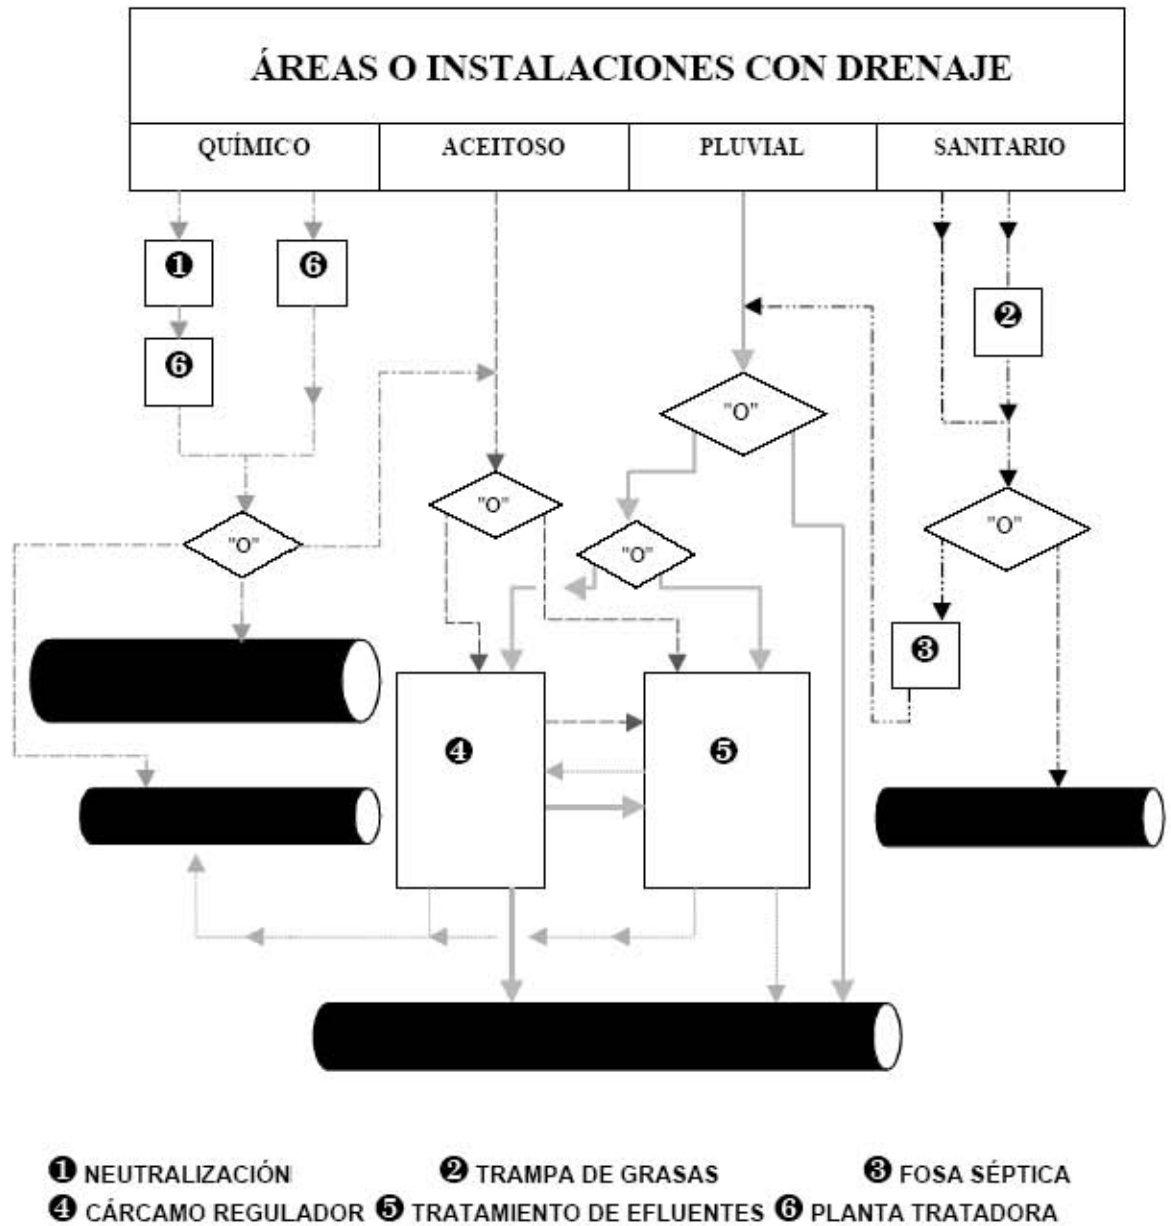 ÁREAS O INSTALACIONES CON DRENAJE
QUÍMICO ACEITOSO PLUVIAL SANITARIO
❶ ❻
❷
❻
"O"
"O"
"O"
"O"
"O"
❸
❹ ❺
❶ NEUTRALIZACIÓN ❷ TRAMPA DE GRASAS ❸ FOSA SÉPTICA
❹ CÁRCAMO REGULADOR ❺ TRATAMIENTO DE EFLUENTES ❻ PLANTA TRATADORA